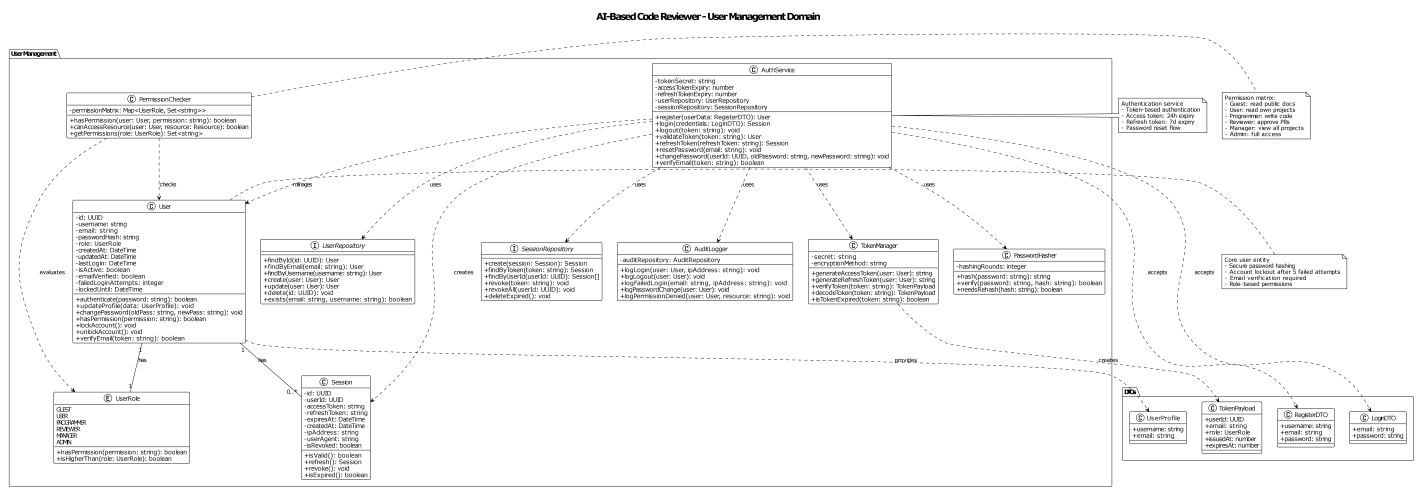 AI-Based Code Reviewer - User Management Domain
User Management
C PermissionChecker
-permissionMatrix: Map<UserRole, Set<string>>
+hasPermission(user: User, permission: string): boolean
+canAccessResource(user: User, resource: Resource): boolean
+getPermissions(role: UserRole): Set<string>
C AuthService
-tokenSecret: string
-accessTokenExpiry: number
-refreshTokenExpiry: number
-userRepository: UserRepository
-sessionRepository: SessionRepository
+register(userData: RegisterDTO): User
+login(credentials: LoginDTO): Session
+logout(token: string): void
+validateToken(token: string): User
+refreshToken(refreshToken: string): Session
+resetPassword(email: string): void
+changePassword(userId: UUID, oldPassword: string, newPassword: string): void
+verifyEmail(token: string): boolean
Authentication service
- Token-based authentication
- Access token: 24h expiry
- Refresh token: 7d expiry
- Password reset flow
Permission matrix:
- Guest: read public docs
- User: read own projects
- Programmer: write code
- Reviewer: approve PRs
- Manager: view all projects
- Admin: full access
checks
manages
uses
uses
uses
uses
uses
C User
-id: UUID
-username: string
-email: string
-passwordHash: string
-role: UserRole
-createdAt: DateTime
-updatedAt: DateTime
-lastLogin: DateTime
-isActive: boolean
-emailVerified: boolean
-failedLoginAttempts: integer
-lockedUntil: DateTime
+authenticate(password: string): boolean
+updateProfile(data: UserProfile): void
+changePassword(oldPass: string, newPass: string): void
+hasPermission(permission: string): boolean
+lockAccount(): void
+unlockAccount(): void
+verifyEmail(token: string): boolean
I UserRepository
+findById(id: UUID): User
+findByEmail(email: string): User
+findByUsername(username: string): User
+create(user: User): User
+update(user: User): User
+delete(id: UUID): void
+exists(email: string, username: string): boolean
I SessionRepository
+create(session: Session): Session
+findByToken(token: string): Session
+findByUserId(userId: UUID): Session[]
+revoke(token: string): void
+revokeAll(userId: UUID): void
+deleteExpired(): void
C AuditLogger
-auditRepository: AuditRepository
+logLogin(user: User, ipAddress: string): void
+logLogout(user: User): void
+logFailedLogin(email: string, ipAddress: string): void
+logPasswordChange(user: User): void
+logPermissionDenied(user: User, resource: string): void
C TokenManager
-secret: string
-encryptionMethod: string
+generateAccessToken(user: User): string
+generateRefreshToken(user: User): string
+verifyToken(token: string): TokenPayload
+decodeToken(token: string): TokenPayload
+isTokenExpired(token: string): boolean
C PasswordHasher
-hashingRounds: integer
+hash(password: string): string
+verify(password: string, hash: string): boolean
+needsRehash(hash: string): boolean
Core user entity
- Secure password hashing
- Account lockout after 5 failed attempts
- Email verification required
- Role-based permissions
evaluates
creates
accepts
accepts
1
has
1
1
has
0..*
provides
creates
E UserRole
GUEST
USER
PROGRAMMER
REVIEWER
MANAGER
ADMIN
+hasPermission(permission: string): boolean
+isHigherThan(role: UserRole): boolean
C Session
-id: UUID
-userId: UUID
-accessToken: string
-refreshToken: string
-expiresAt: DateTime
-createdAt: DateTime
-ipAddress: string
-userAgent: string
-isRevoked: boolean
+isValid(): boolean
+refresh(): Session
+revoke(): void
+isExpired(): boolean
DTOs
C UserProfile
+username: string
+email: string
C TokenPayload
+userId: UUID
+email: string
+role: UserRole
+issuedAt: number
+expiresAt: number
C RegisterDTO
+username: string
+email: string
+password: string
C LoginDTO
+email: string
+password: string